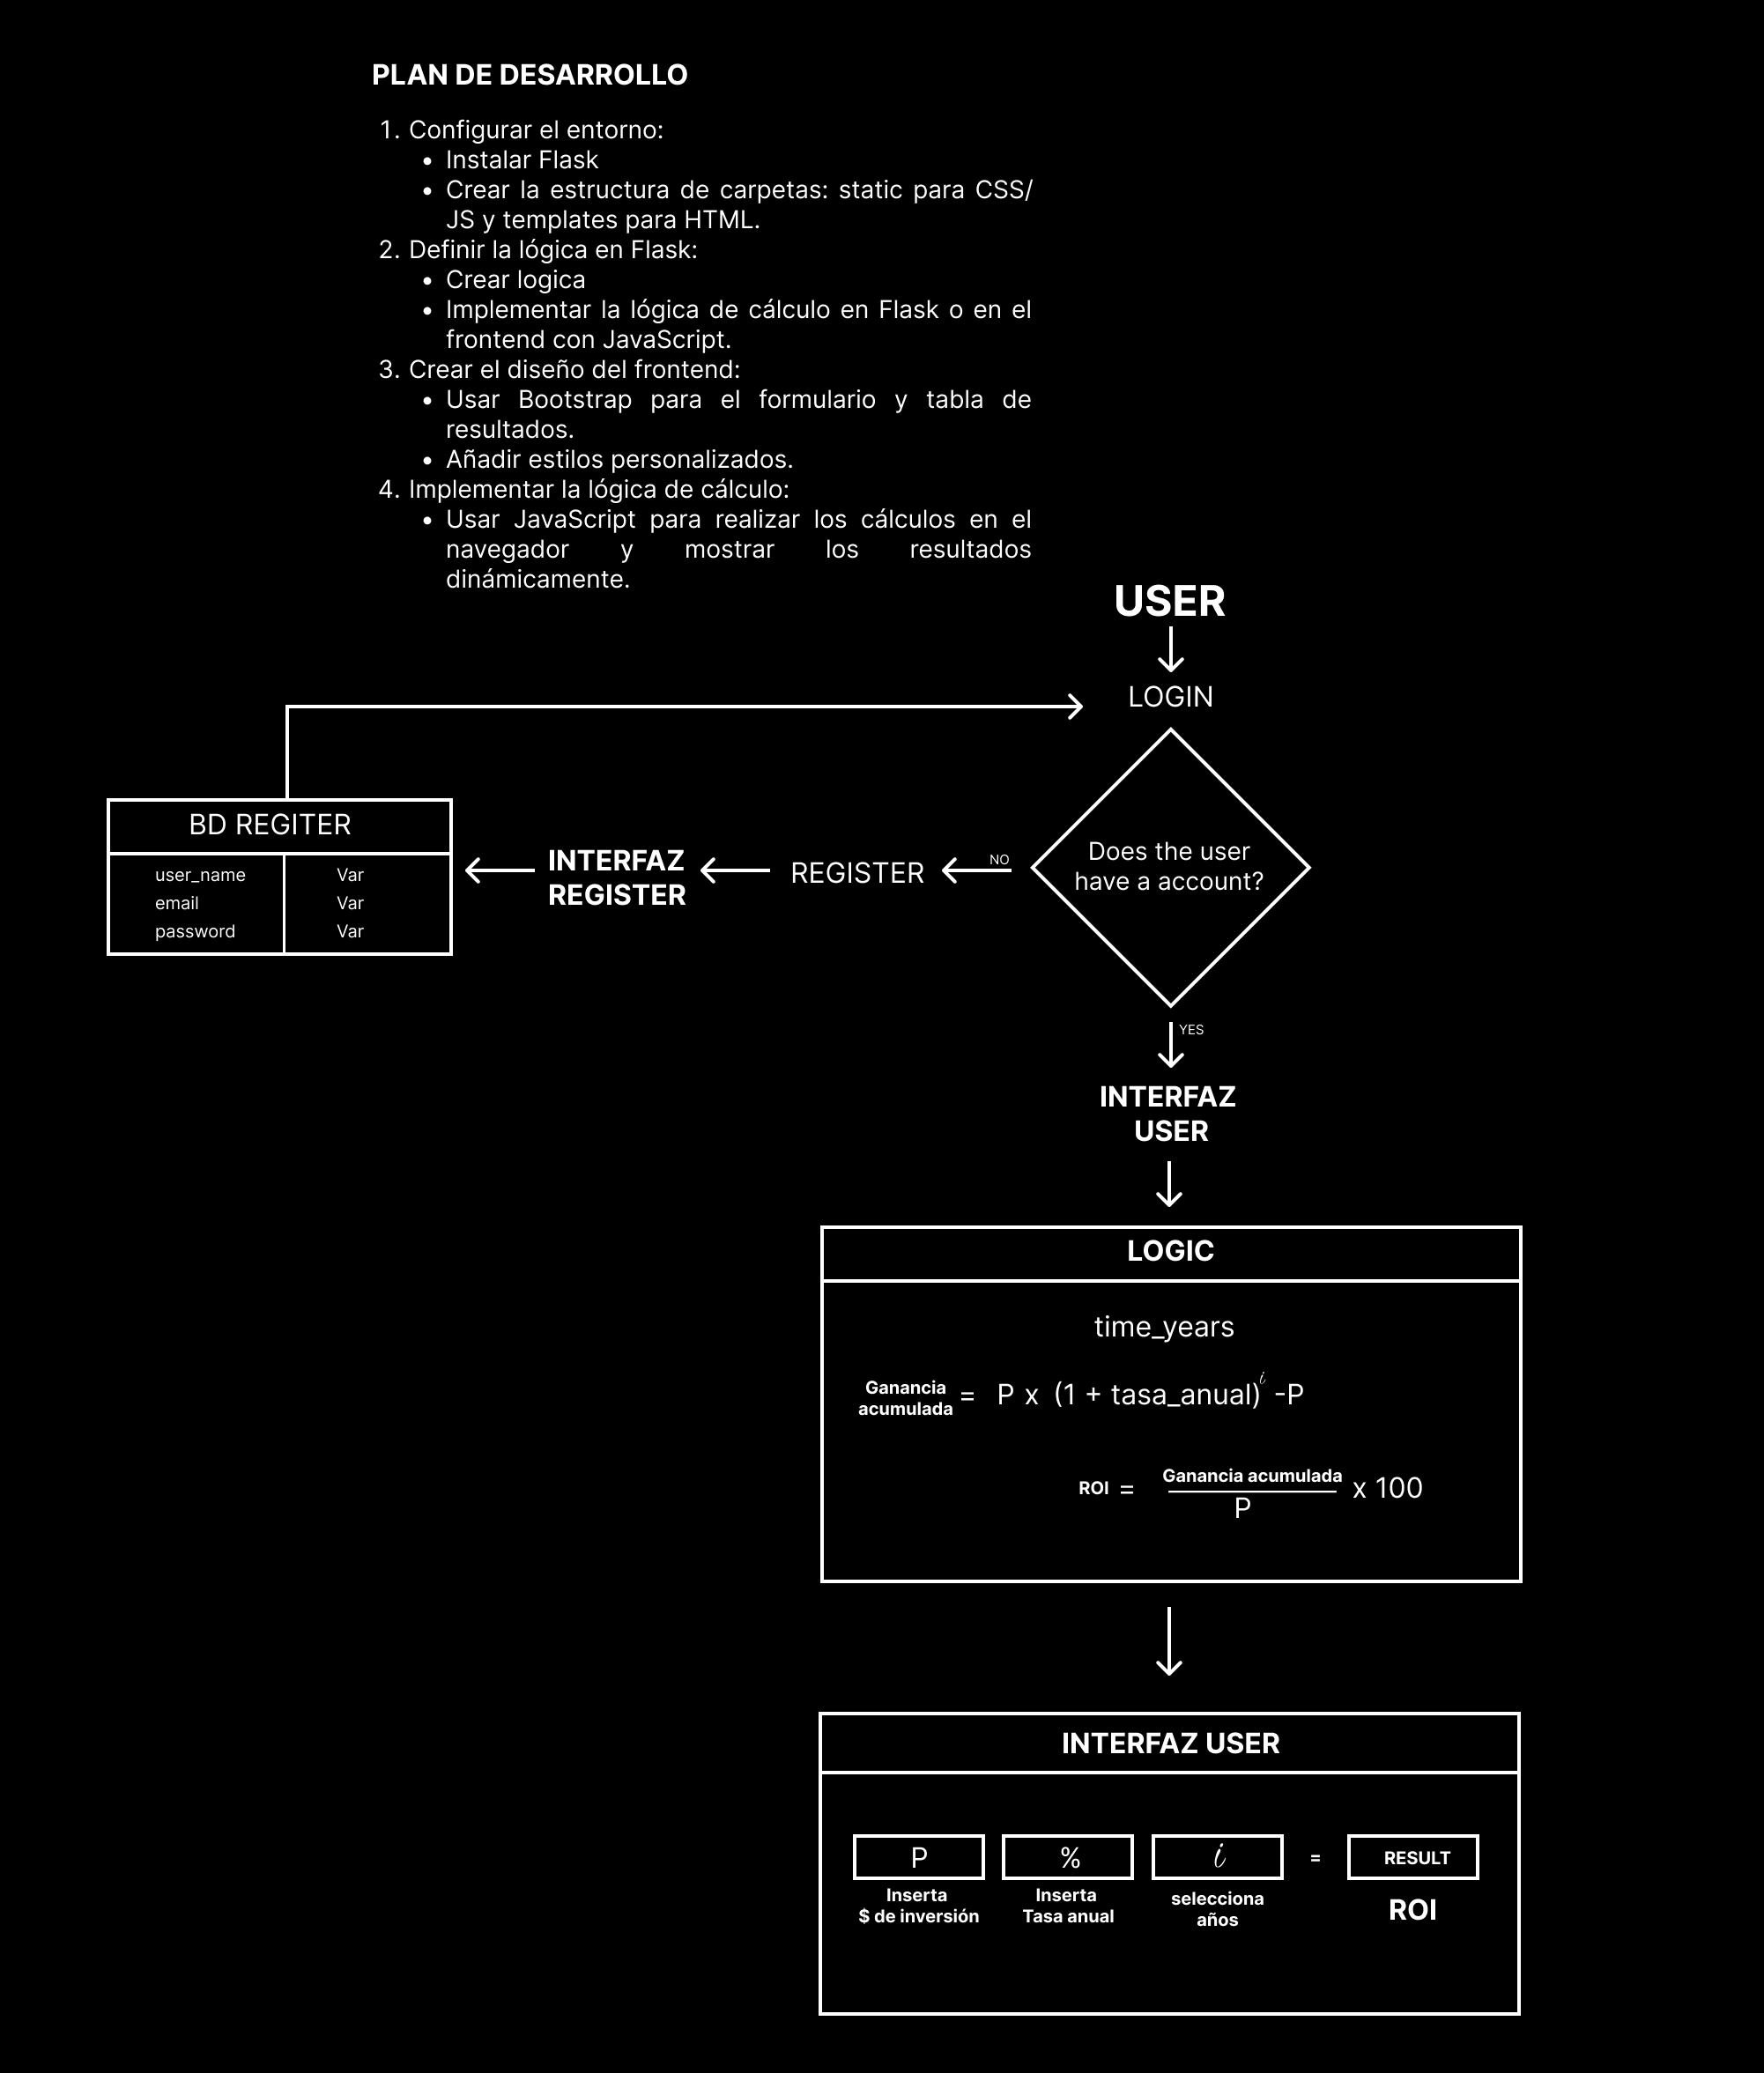 PLAN DE DESARROLLO
1. Configurar el entorno:
• Instalar Flask
• Crear la estructura de carpetas: static para CSS/
JS y templates para HTML.
2. Definir la lógica en Flask:
• Crear logica
• Implementar la lógica de cálculo en Flask o en el
frontend con JavaScript.
3. Crear el diseño del frontend:
• Usar Bootstrap para el formulario y tabla de
resultados.
• Añadir estilos personalizados.
4. Implementar la lógica de cálculo:
• Usar JavaScript para realizar los cálculos en el
navegador y mostrar los resultados
dinámicamente.
USER
LOGIN
Does the user
have a account?
NO
REGISTER
INTERFAZ
REGISTER
BD REGITER
user_name Var
email Var
password Var
YES
INTERFAZ
USER
LOGIC
time_years
Ganancia
acumulada
= P x (1 + tasa_anual)^i -P
Ganancia acumulada
ROI = x 100
P
INTERFAZ USER
P % i = RESULT
Inserta
$ de inversión
Inserta
Tasa anual
selecciona
años
ROI